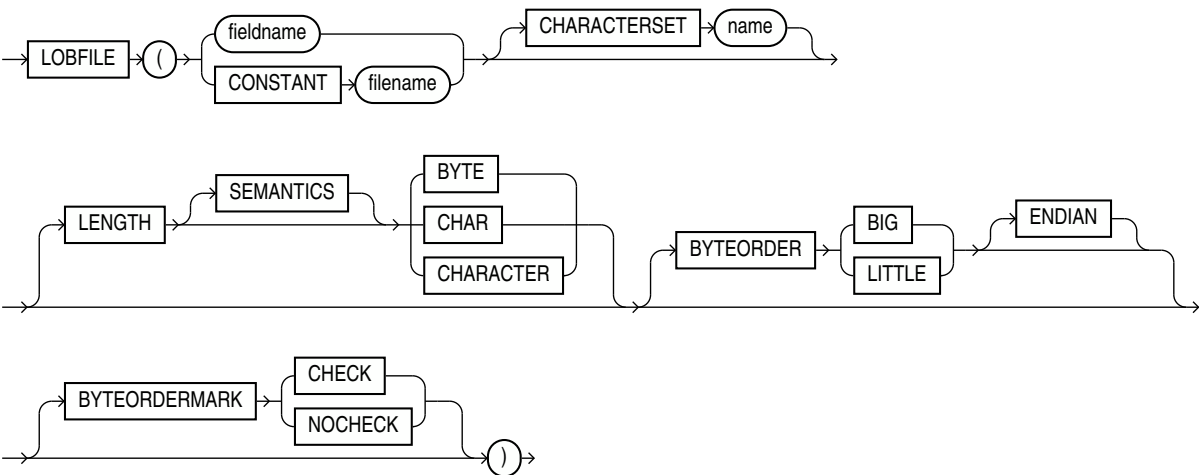 LOBFILE ( fieldname CONSTANT filename CHARACTERSET name
LENGTH SEMANTICS BYTE CHAR CHARACTER BYTEORDER BIG LITTLE ENDIAN
BYTEORDERMARK CHECK NOCHECK )